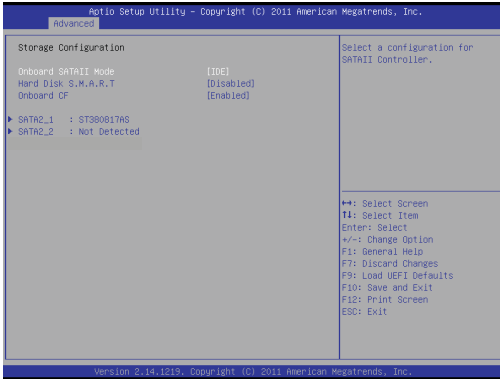 Aptio Setup Utility – Copyright (C) 2011 American Megatrends, Inc.
Advanced
Storage Configuration
Onboard SATAII Mode [IDE]
Hard Disk S.M.A.R.T [Disabled]
Onboard CF [Enabled]
SATA2_1 : ST380817AS
SATA2_2 : Not Detected
Select a configuration for
SATAII Controller.
↔: Select Screen
↑↓: Select Item
Enter: Select
+/-: Change Option
F1: General Help
F7: Discard Changes
F9: Load UEFI Defaults
F10: Save and Exit
F12: Print Screen
ESC: Exit
Version 2.14.1219. Copyright (C) 2011 American Megatrends, Inc.